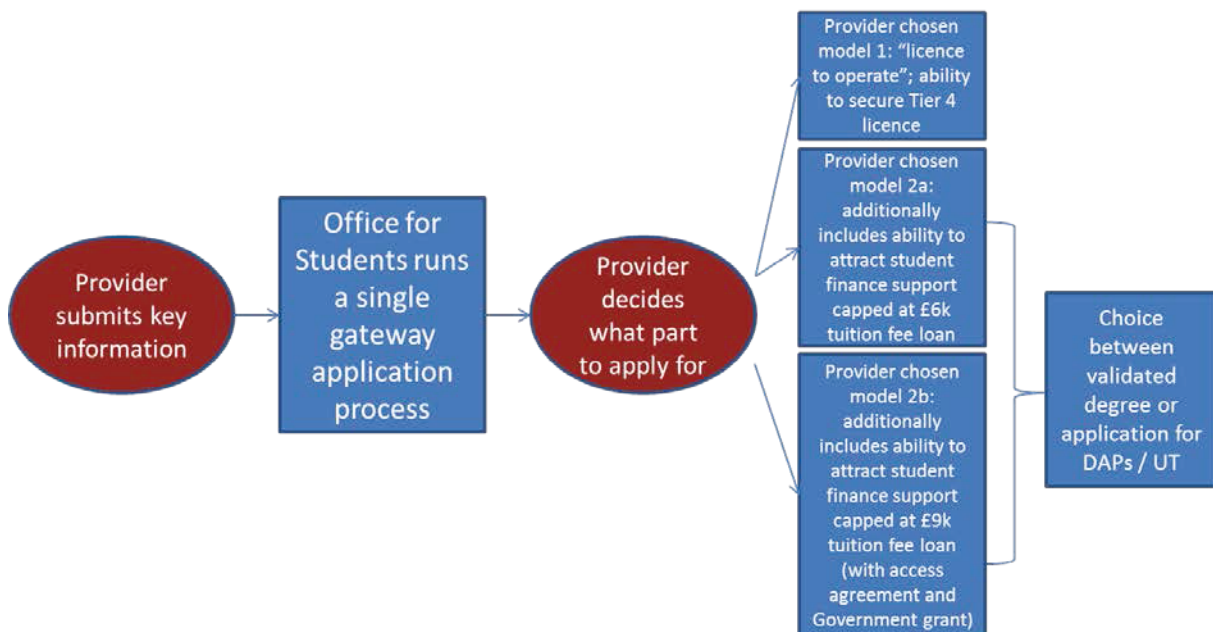 Provider
submits key
information
Office for
Students runs
a single
gateway
application
process
Provider
decides
what part
to apply for
Provider chosen
model 1: “licence
to operate”; ability
to secure Tier 4
licence
Provider chosen
model 2a:
additionally
includes ability to
attract student
finance support
capped at £6k
tuition fee loan
Provider chosen
model 2b:
additionally
includes ability to
attract student
finance support
capped at £9k
tuition fee loan
(with access
agreement and
Government grant)
Choice
between
validated
degree or
application for
DAPs / UT